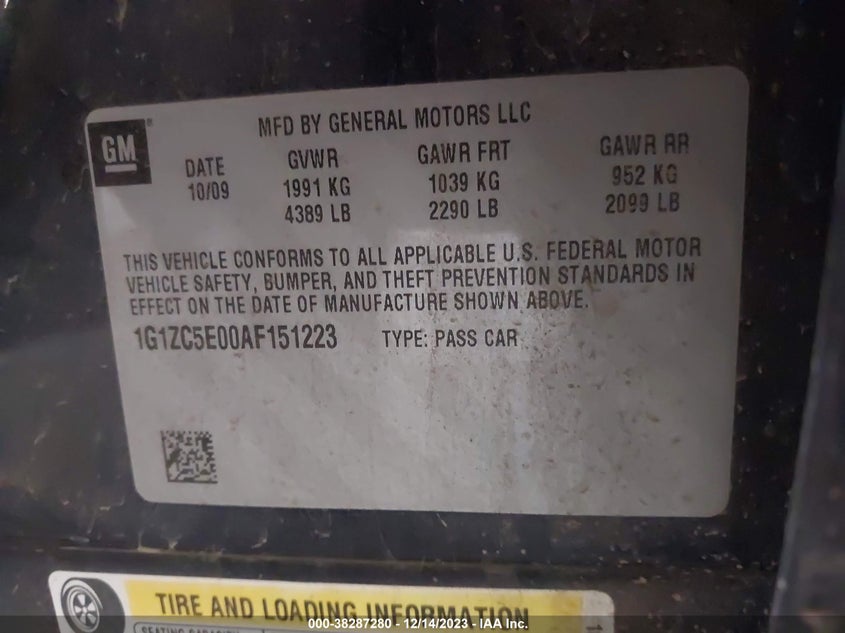 GM
MFD BY GENERAL MOTORS LLC
DATE GVWR GAWR FRT GAWR RR
10/09 1991 KG 1039 KG 952 KG
4389 LB 2290 LB 2099 LB
THIS VEHICLE CONFORMS TO ALL APPLICABLE U.S. FEDERAL MOTOR
VEHICLE SAFETY, BUMPER, AND THEFT PREVENTION STANDARDS IN
EFFECT ON THE DATE OF MANUFACTURE SHOWN ABOVE.
1G1ZC5E00AF151223 TYPE: PASS CAR
TIRE AND LOADING INFORMATION
SEATING CAPACITY
000-38287280 - 12/14/2023 - IAA Inc.